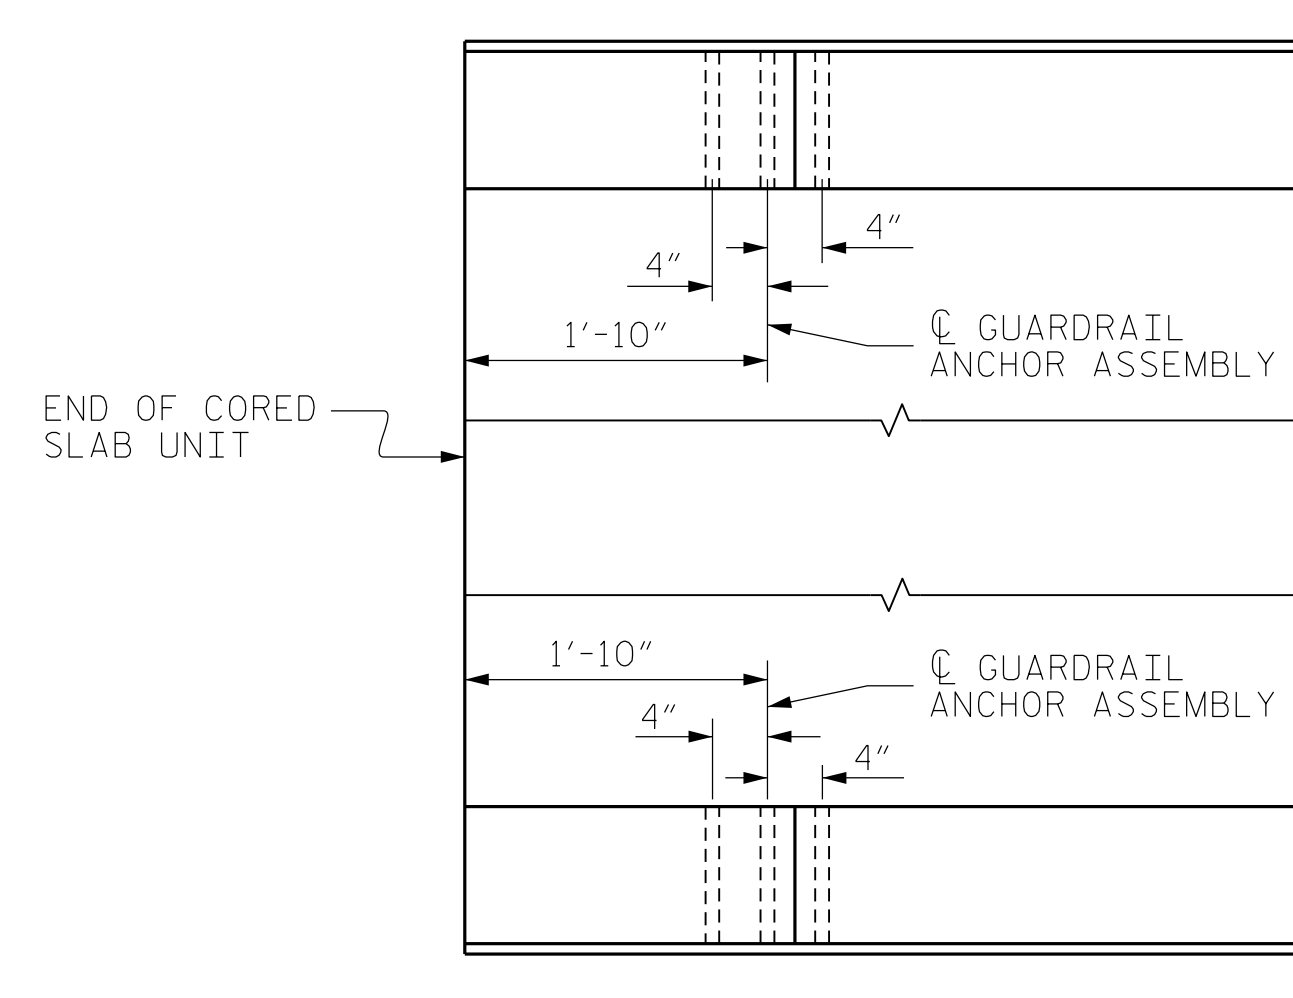 4"
4"
1'-10"
℄ GUARDRAIL
ANCHOR ASSEMBLY
END OF CORED
SLAB UNIT
1'-10"
℄ GUARDRAIL
ANCHOR ASSEMBLY
4"
4"